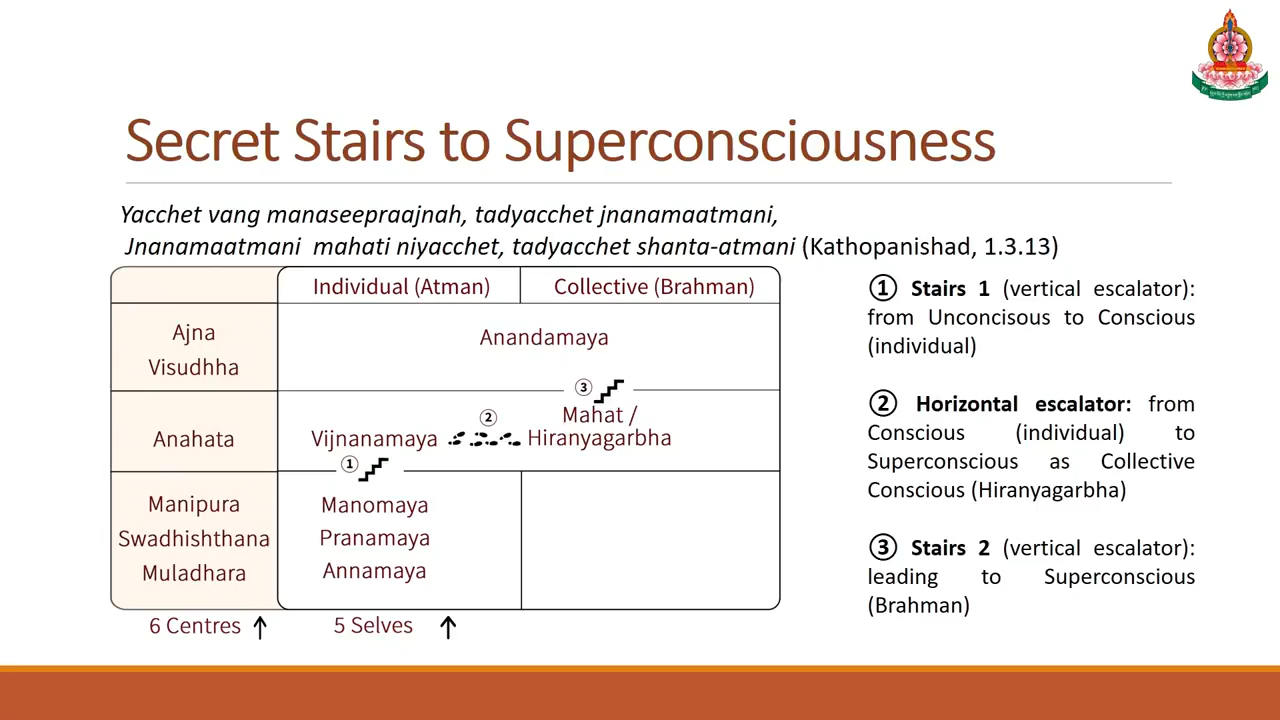 Secret Stairs to Superconsciousness
Yacchet vang manaseepraajnah, tadyacchet jnanamaatmani,
Jnanamaatmani mahati niyacchet, tadyacchet shanta-atmani (Kathopanishad, 1.3.13)
Individual (Atman) Collective (Brahman)
Ajna
Visudhha
Anandamaya
③
Anahata
Vijnanamaya
②
Mahat /
Hiranyagarbha
①
Manipura
Swadhishthana
Muladhara
Manomaya
Pranamaya
Annamaya
6 Centres ↑ 5 Selves ↑
① Stairs 1 (vertical escalator):
from Unconcisous to Conscious
(individual)
② Horizontal escalator: from
Conscious (individual) to
Superconscious as Collective
Conscious (Hiranyagarbha)
③ Stairs 2 (vertical escalator):
leading to Superconscious
(Brahman)